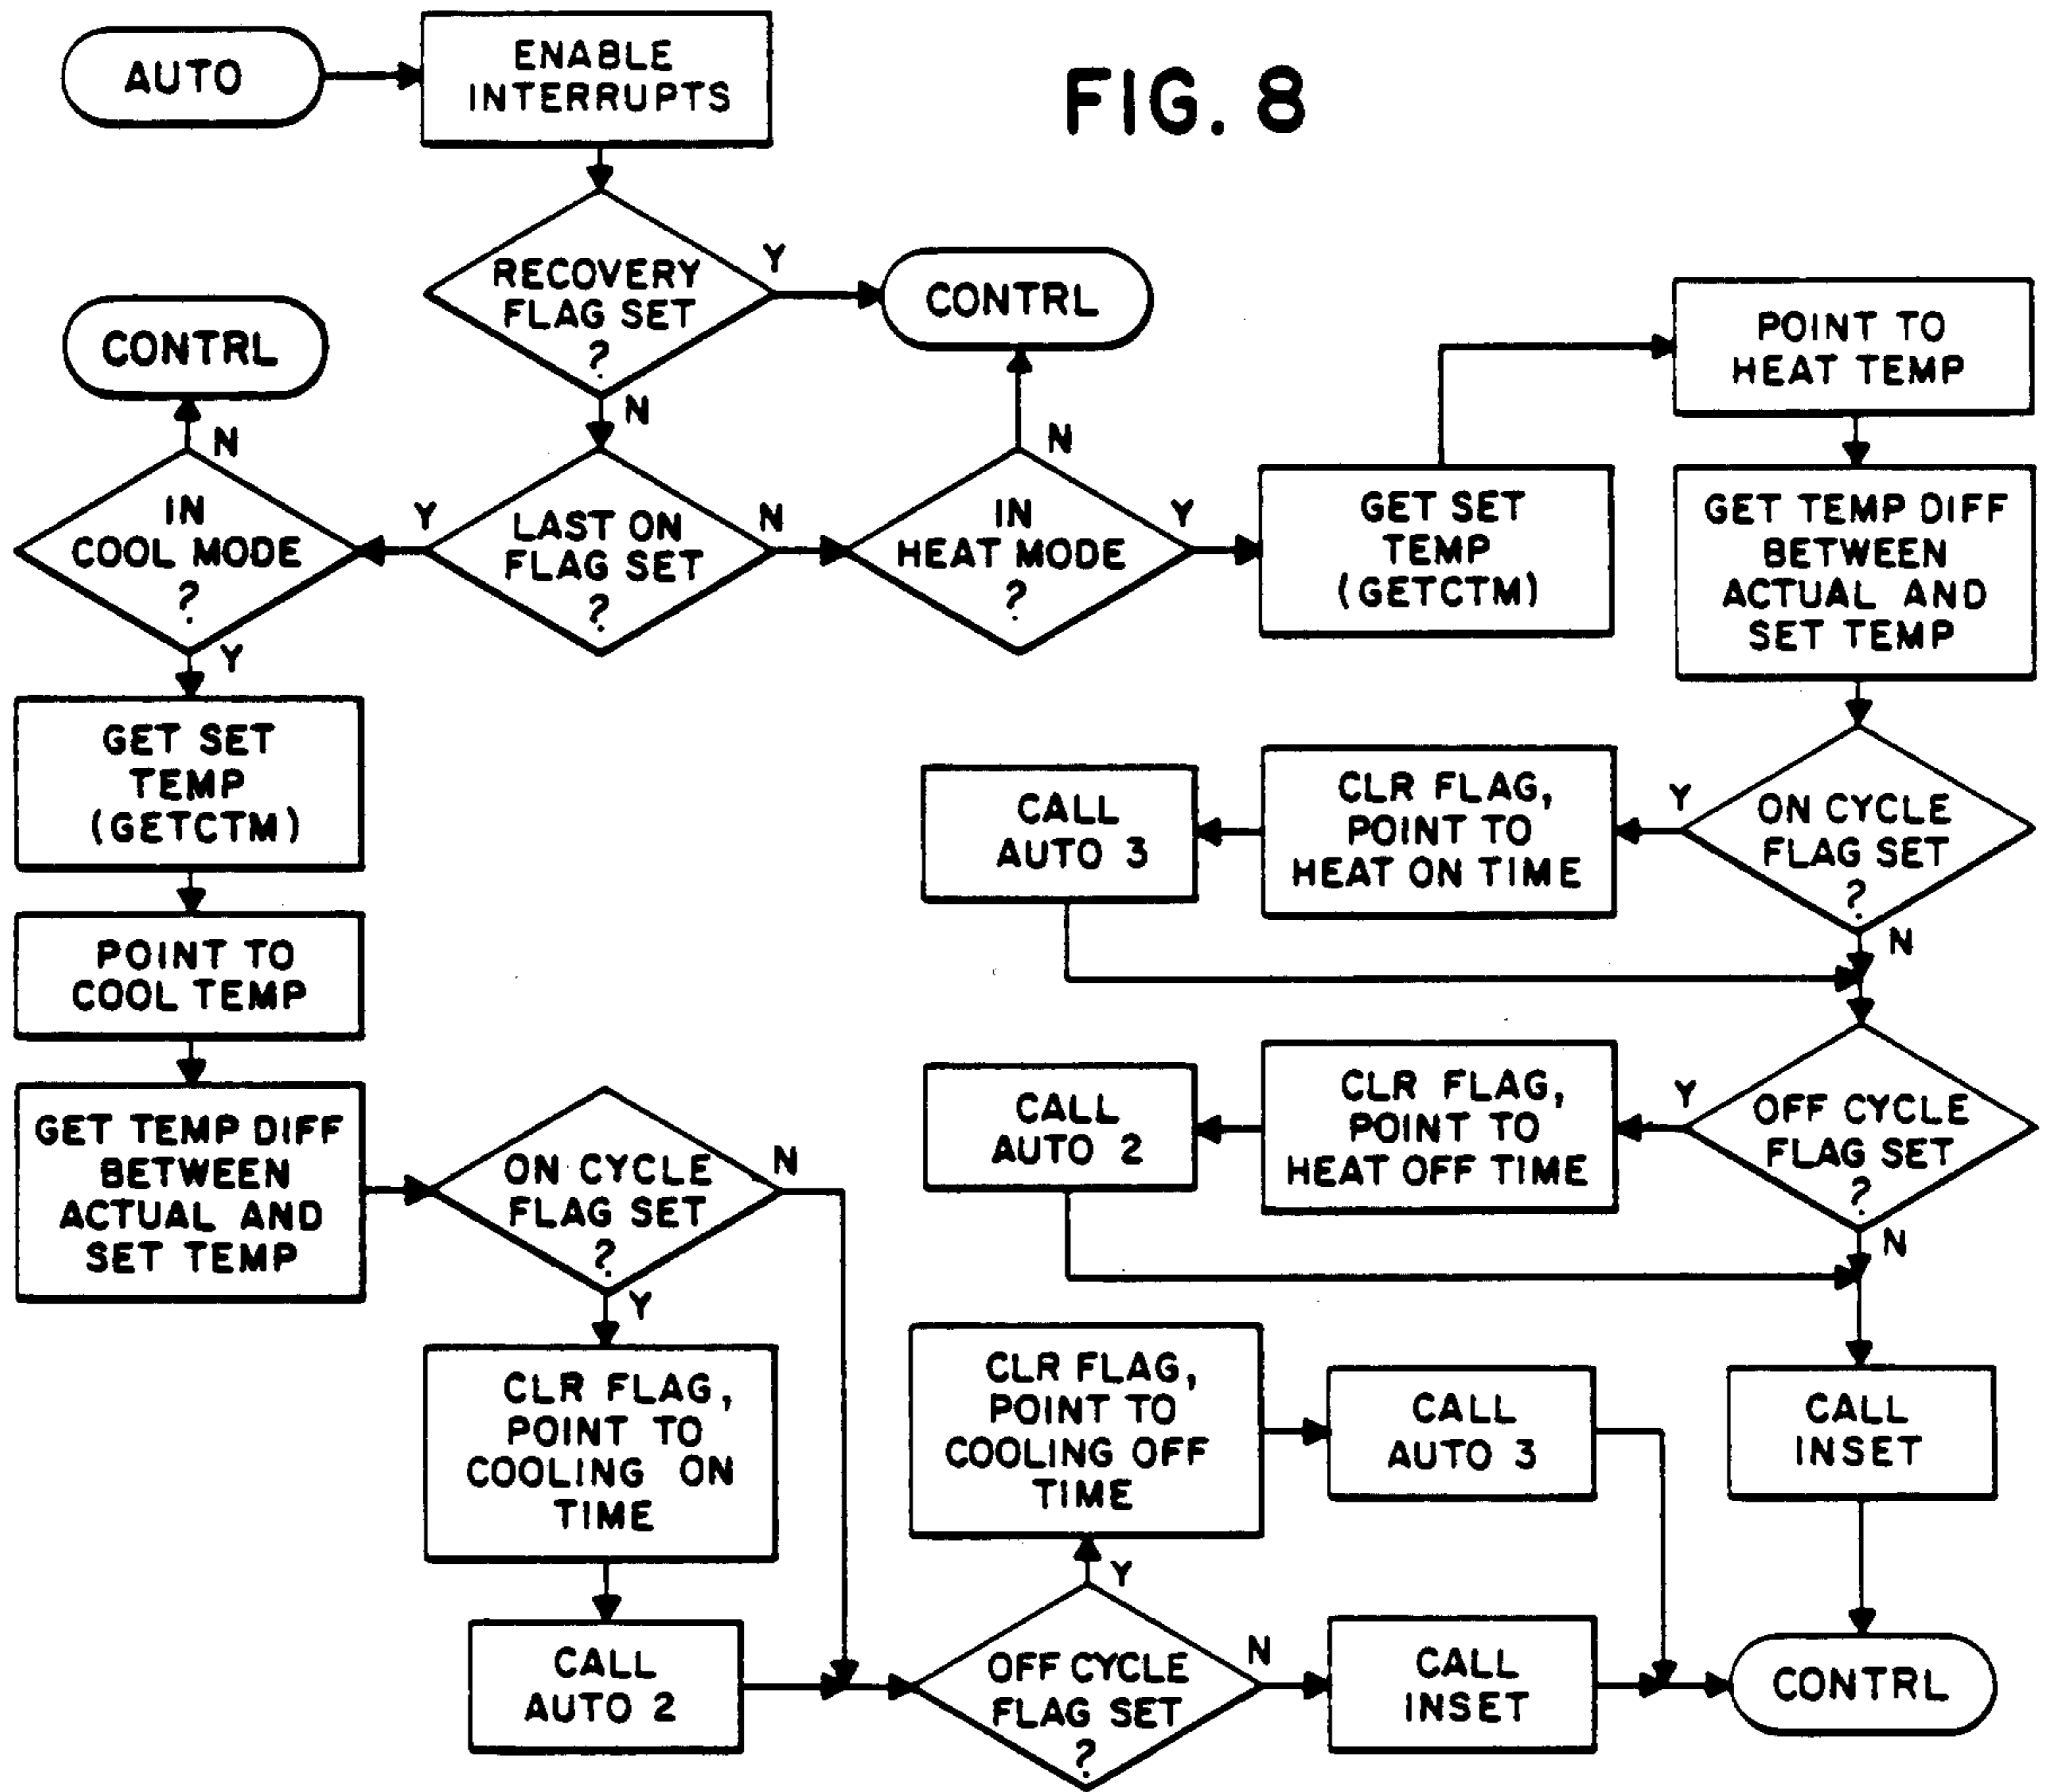 AUTO
ENABLE
INTERRUPTS
FIG. 8
RECOVERY
FLAG SET
?
Y
N
CONTRL
CONTRL
N
IN
COOL MODE
?
Y
Y
LAST ON
FLAG SET
?
N
N
IN
HEAT MODE
?
Y
GET SET
TEMP
(GETCTM)
POINT TO
HEAT TEMP
GET TEMP DIFF
BETWEEN
ACTUAL AND
SET TEMP
GET SET
TEMP
(GETCTM)
CALL
AUTO 3
CLR FLAG,
POINT TO
HEAT ON TIME
Y
ON CYCLE
FLAG SET
?
N
POINT TO
COOL TEMP
CALL
AUTO 2
CLR FLAG,
POINT TO
HEAT OFF TIME
Y
OFF CYCLE
FLAG SET
?
N
GET TEMP DIFF
BETWEEN
ACTUAL AND
SET TEMP
ON CYCLE
FLAG SET
?
N
Y
CLR FLAG,
POINT TO
COOLING ON
TIME
CLR FLAG,
POINT TO
COOLING OFF
TIME
CALL
AUTO 3
CALL
INSET
CALL
AUTO 2
Y
OFF CYCLE
FLAG SET
?
N
CALL
INSET
CONTRL